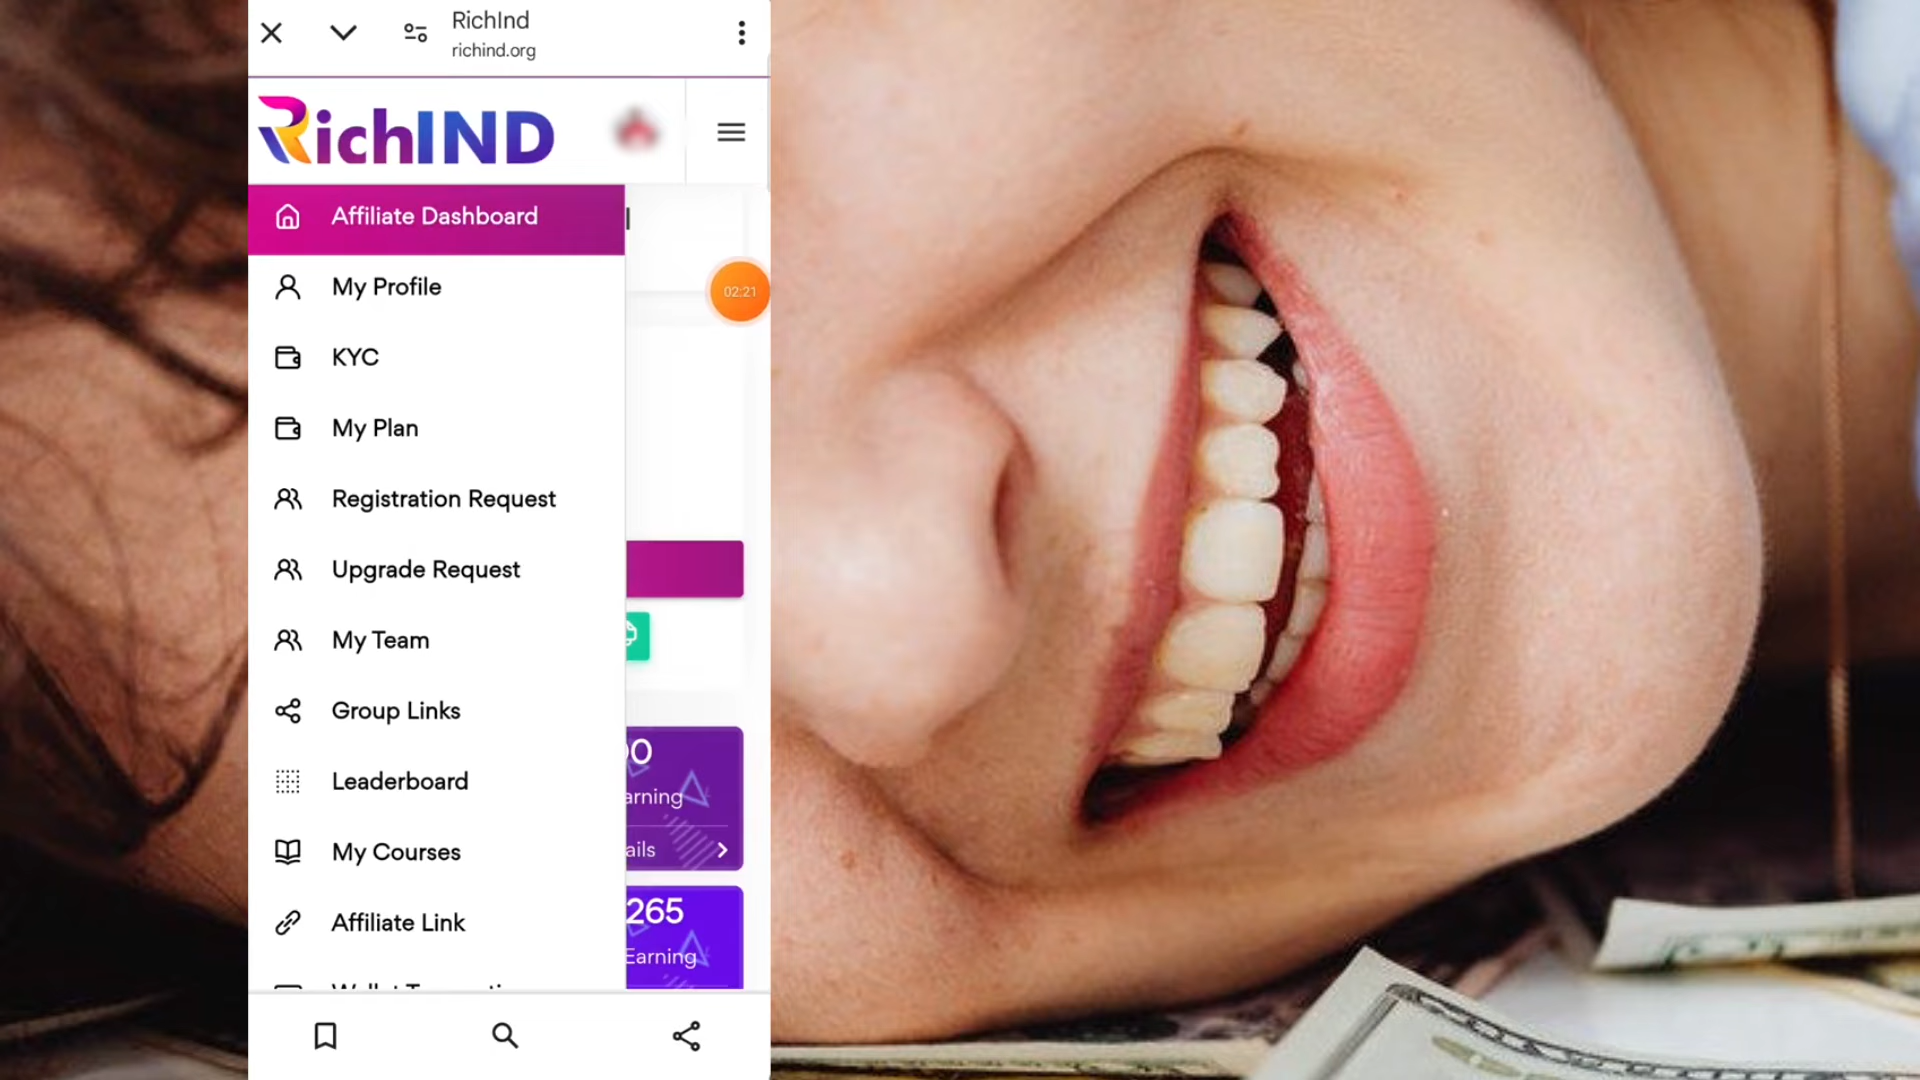 RichInd
richind.org
RichIND
Affiliate Dashboard
02:21
My Profile
KYC
My Plan
Registration Request
Upgrade Request
My Team
Group Links
Leaderboard
My Courses
Affiliate Link
265
Earning